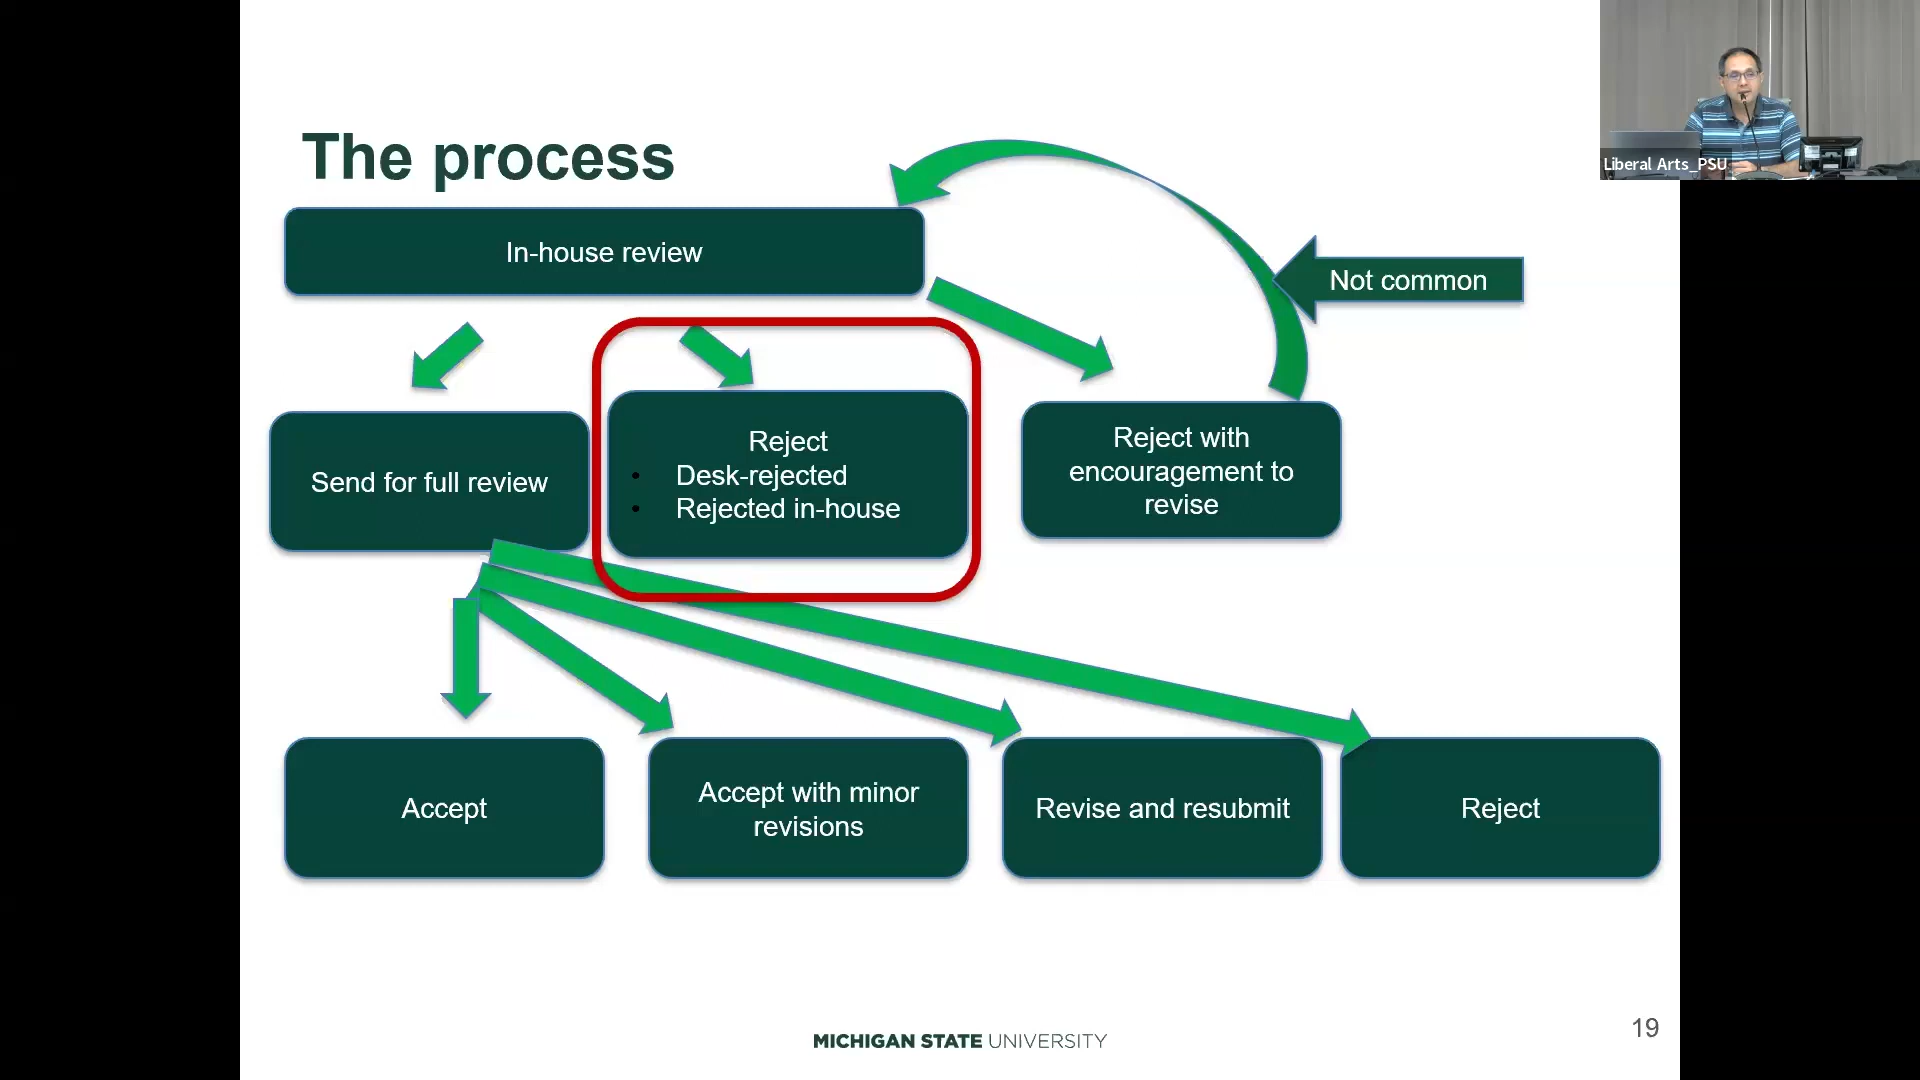 Liberal Arts_PSU
The process
In-house review
Not common
Send for full review
Reject
• Desk-rejected
• Rejected in-house
Reject with
encouragement to
revise
Accept
Accept with minor
revisions
Revise and resubmit
Reject
MICHIGAN STATE UNIVERSITY
19